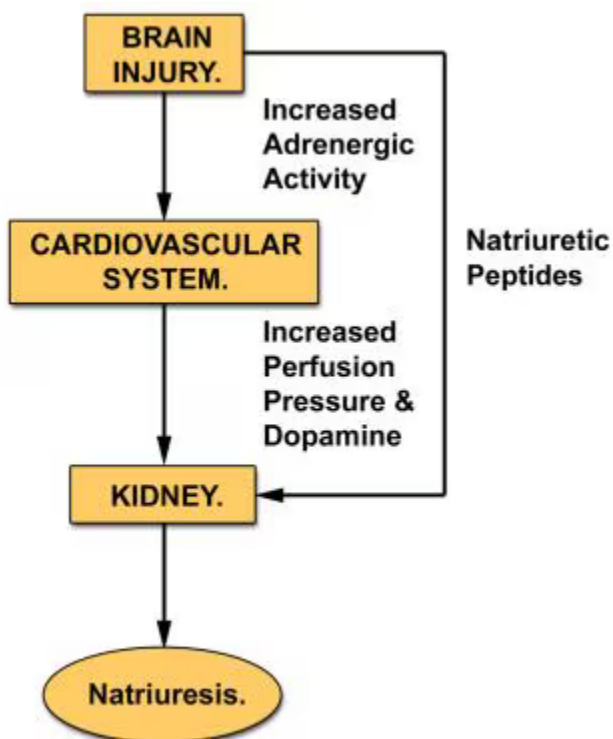 BRAIN
INJURY.
Increased
Adrenergic
Activity
CARDIOVASCULAR
SYSTEM.
Natriuretic
Peptides
Increased
Perfusion
Pressure &
Dopamine
KIDNEY.
Natriuresis.